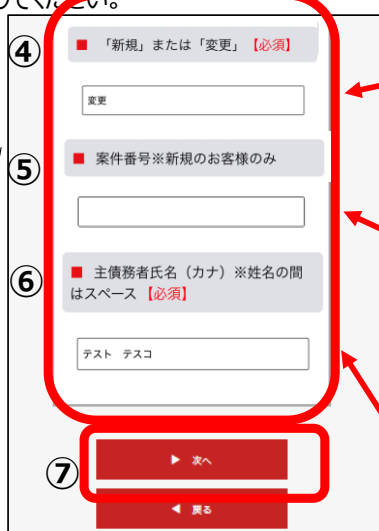 てください。
④
■ 「新規」または「変更」【必須】
変更
⑤
■ 案件番号※新規のお客様のみ
⑥
■ 主債務者氏名（カナ）※姓名の間
はスペース【必須】
テスト テスコ
⑦
▶ 次へ
◀ 戻る